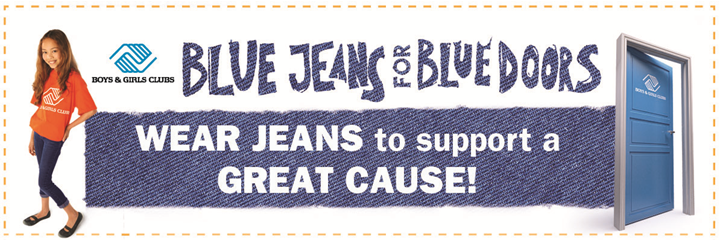 BOYS & GIRLS CLUBS
BLUE JEANS FOR BLUE DOORS
WEAR JEANS to support a
GREAT CAUSE!
BOYS & GIRLS CLUBS